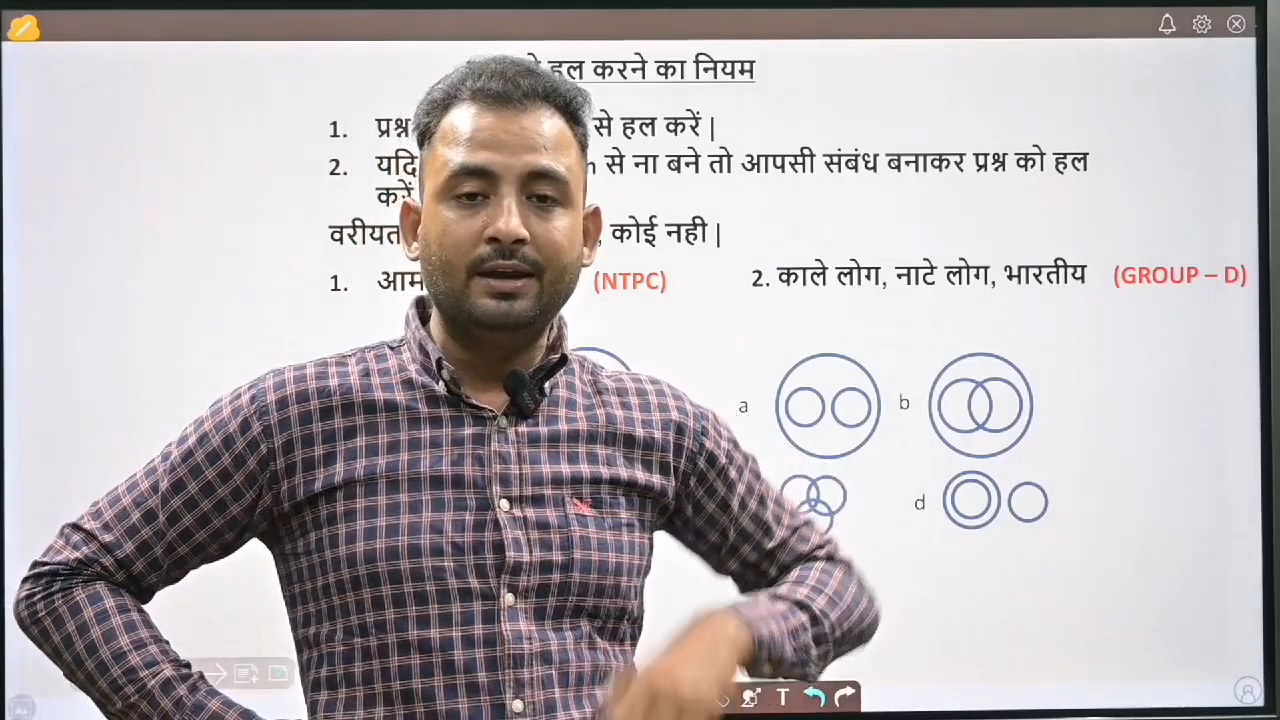 हल करने का नियम
1. प्रश्न से हल करें |
2. यदि से ना बने तो आपसी संबंध बनाकर प्रश्न को हल
करें
वरीयत , कोई नही |
1. आम (NTPC) 2. काले लोग, नाटे लोग, भारतीय (GROUP – D)
a b
d
T